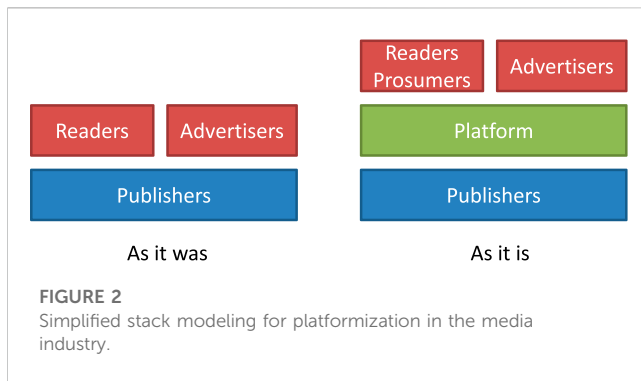 Readers
Prosumers
Advertisers
Readers
Advertisers
Platform
Publishers
Publishers
As it was
As it is
FIGURE 2
Simplified stack modeling for platformization in the media
industry.